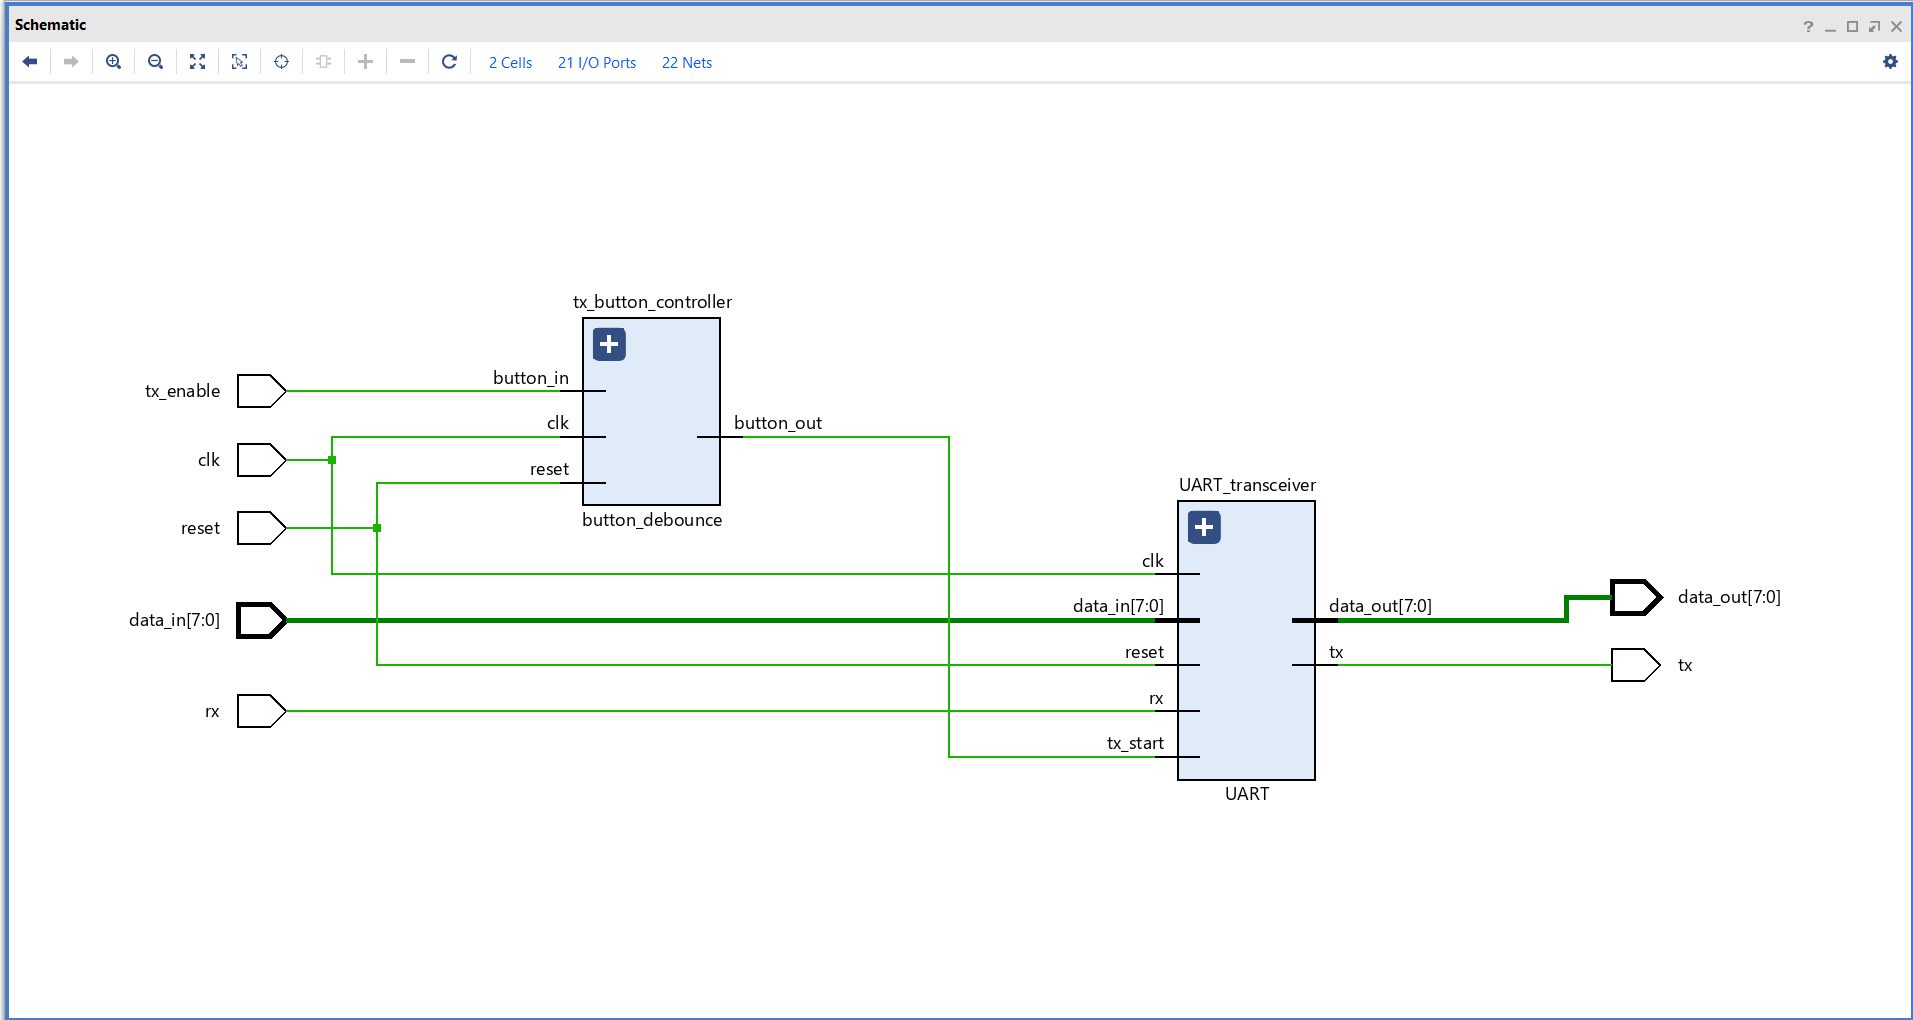 Schematic
?
2 Cells 21 I/O Ports 22 Nets
tx_button_controller
tx_enable
button_in
clk
clk
button_out
reset
reset
button_debounce
UART_transceiver
clk
data_in[7:0]
data_in[7:0]
data_out[7:0]
data_out[7:0]
reset
tx
tx
rx
rx
tx_start
UART